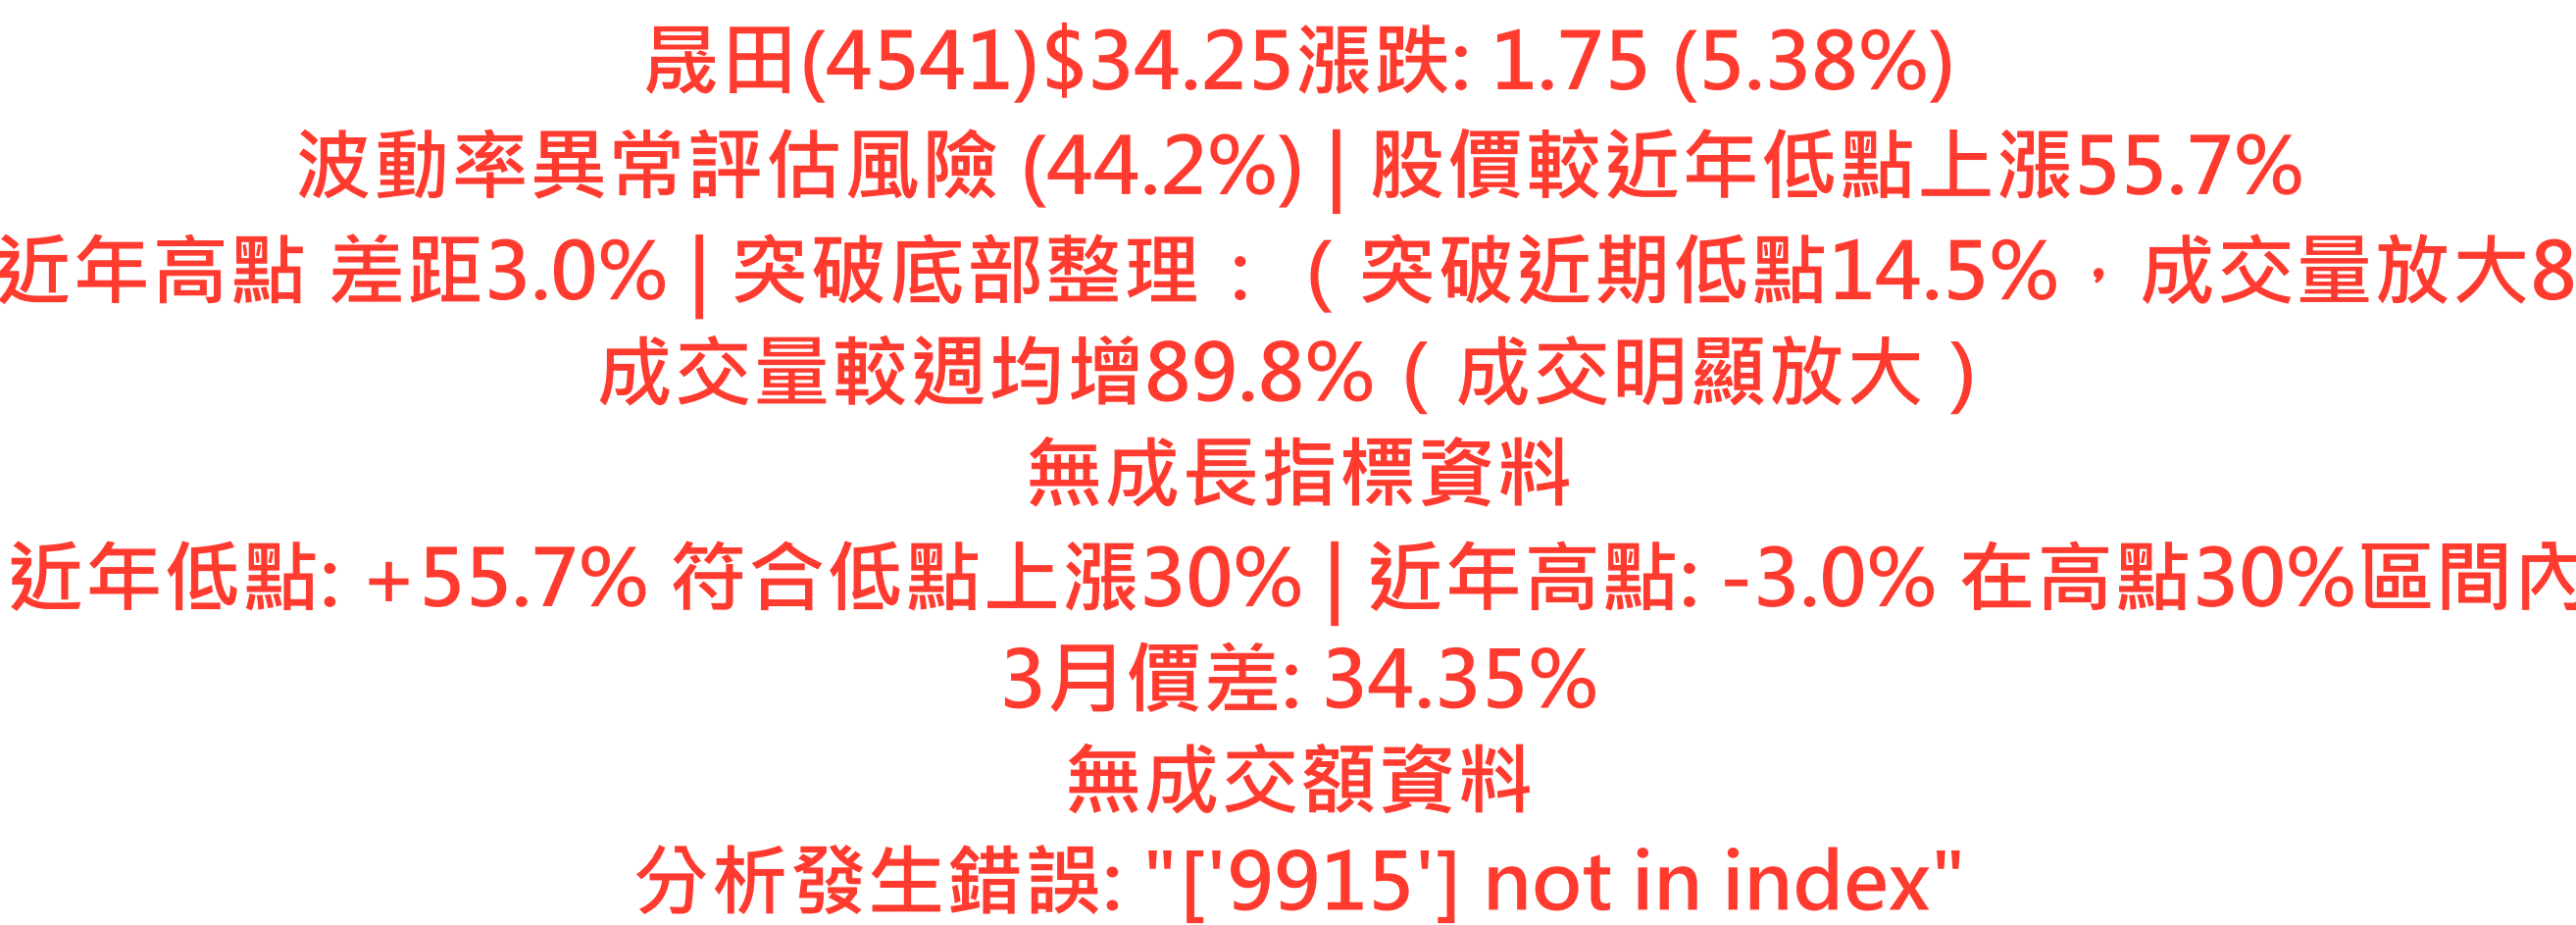 晟田(4541)$34.25漲跌: 1.75 (5.38%)
波動率異常評估風險 (44.2%) | 股價較近年低點上漲55.7%
近年高點 差距3.0% | 突破底部整理：（突破近期低點14.5%，成交量放大8
成交量較週均增89.8%（成交明顯放大）
無成長指標資料
近年低點: +55.7% 符合低點上漲30% | 近年高點: -3.0% 在高點30%區間內
3月價差: 34.35%
無成交額資料
分析發生錯誤: "['9915'] not in index"